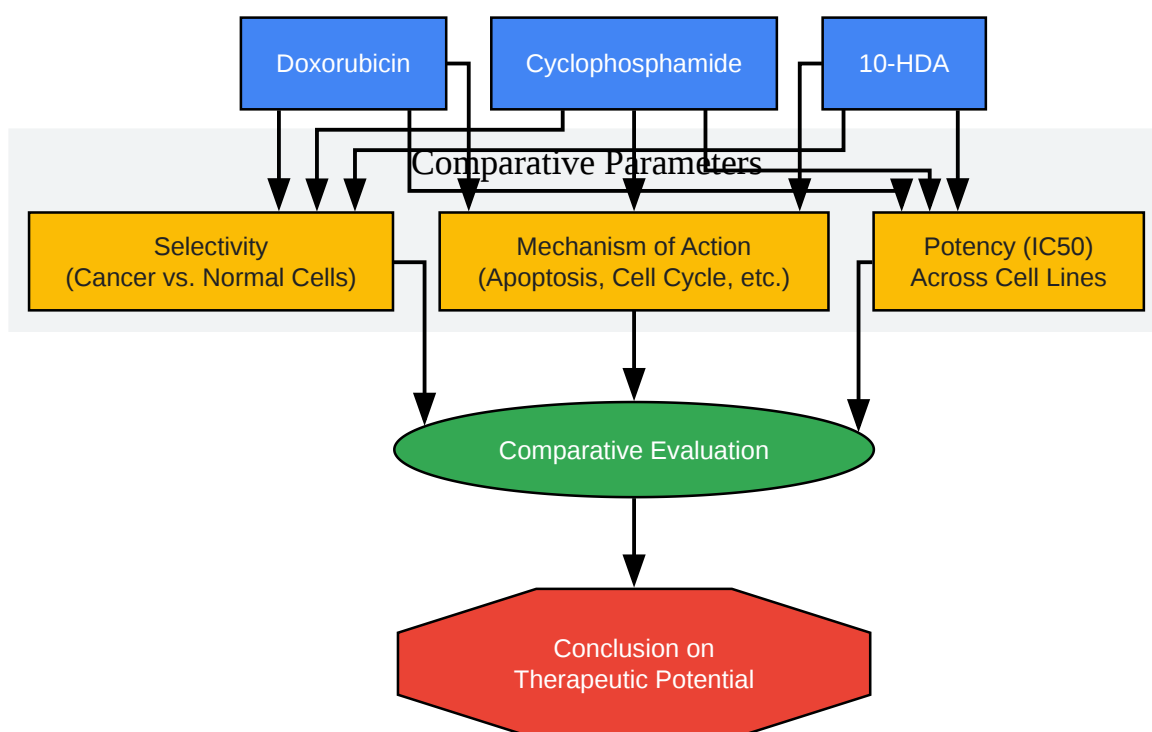 Doxorubicin
Cyclophosphamide
10-HDA
Comparative Parameters
Selectivity
(Cancer vs. Normal Cells)
Mechanism of Action
(Apoptosis, Cell Cycle, etc.)
Potency (IC50)
Across Cell Lines
Comparative Evaluation
Conclusion on
Therapeutic Potential